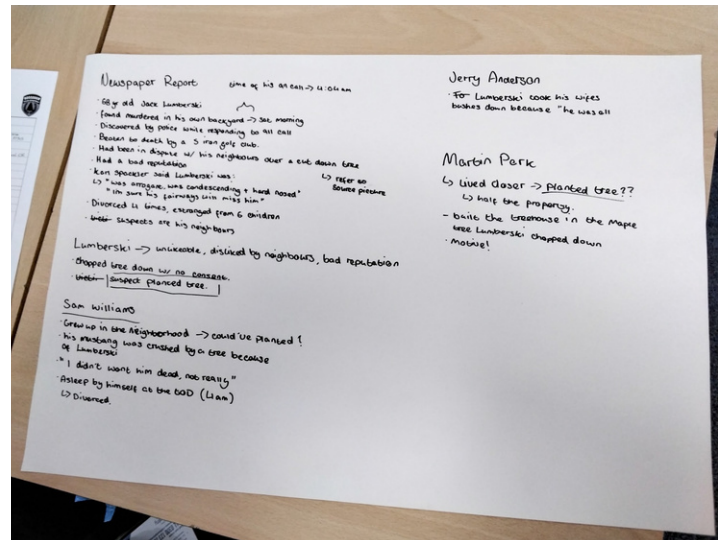 Newspaper Report
time of his 911 call → 4:04am
· 68 yr old Jack Lumberski
· found murdered in his own backyard → sat morning
· Discovered by police while responding to 911 call
· Beaten to death by a 5 iron golf club.
· Had been in dispute w/ his neighbours over a cut down tree
↳ refer to source picture
· Had a bad reputation
· Karl Spackler said Lumberski was:
↳ "was arrogant, was condescending + hard nosed"
"Im sure his fairways will miss him"
· Divorced 4 times, estranged from 6 children
· suspects are his neighbours
Lumberski → unlikeable, disliked by neighbours, bad reputation
· Chopped tree down w/ no consent.
· suspect planted tree.
Sam Williams
· Grew up in the neighborhood → could've planted?
· his mustang was crushed by a tree because
of Lumberski
· "I didn't want him dead, not really"
· Asleep by himself at the TOD (4am)
↳ Divorced.
Jerry Anderson
· Lumberski took his wifes
bushes down because "he was all
Martin Park
↳ lived closer → planted tree??
↳ half the property.
- built the treehouse in the maple
tree Lumberski chopped down
· Motive!